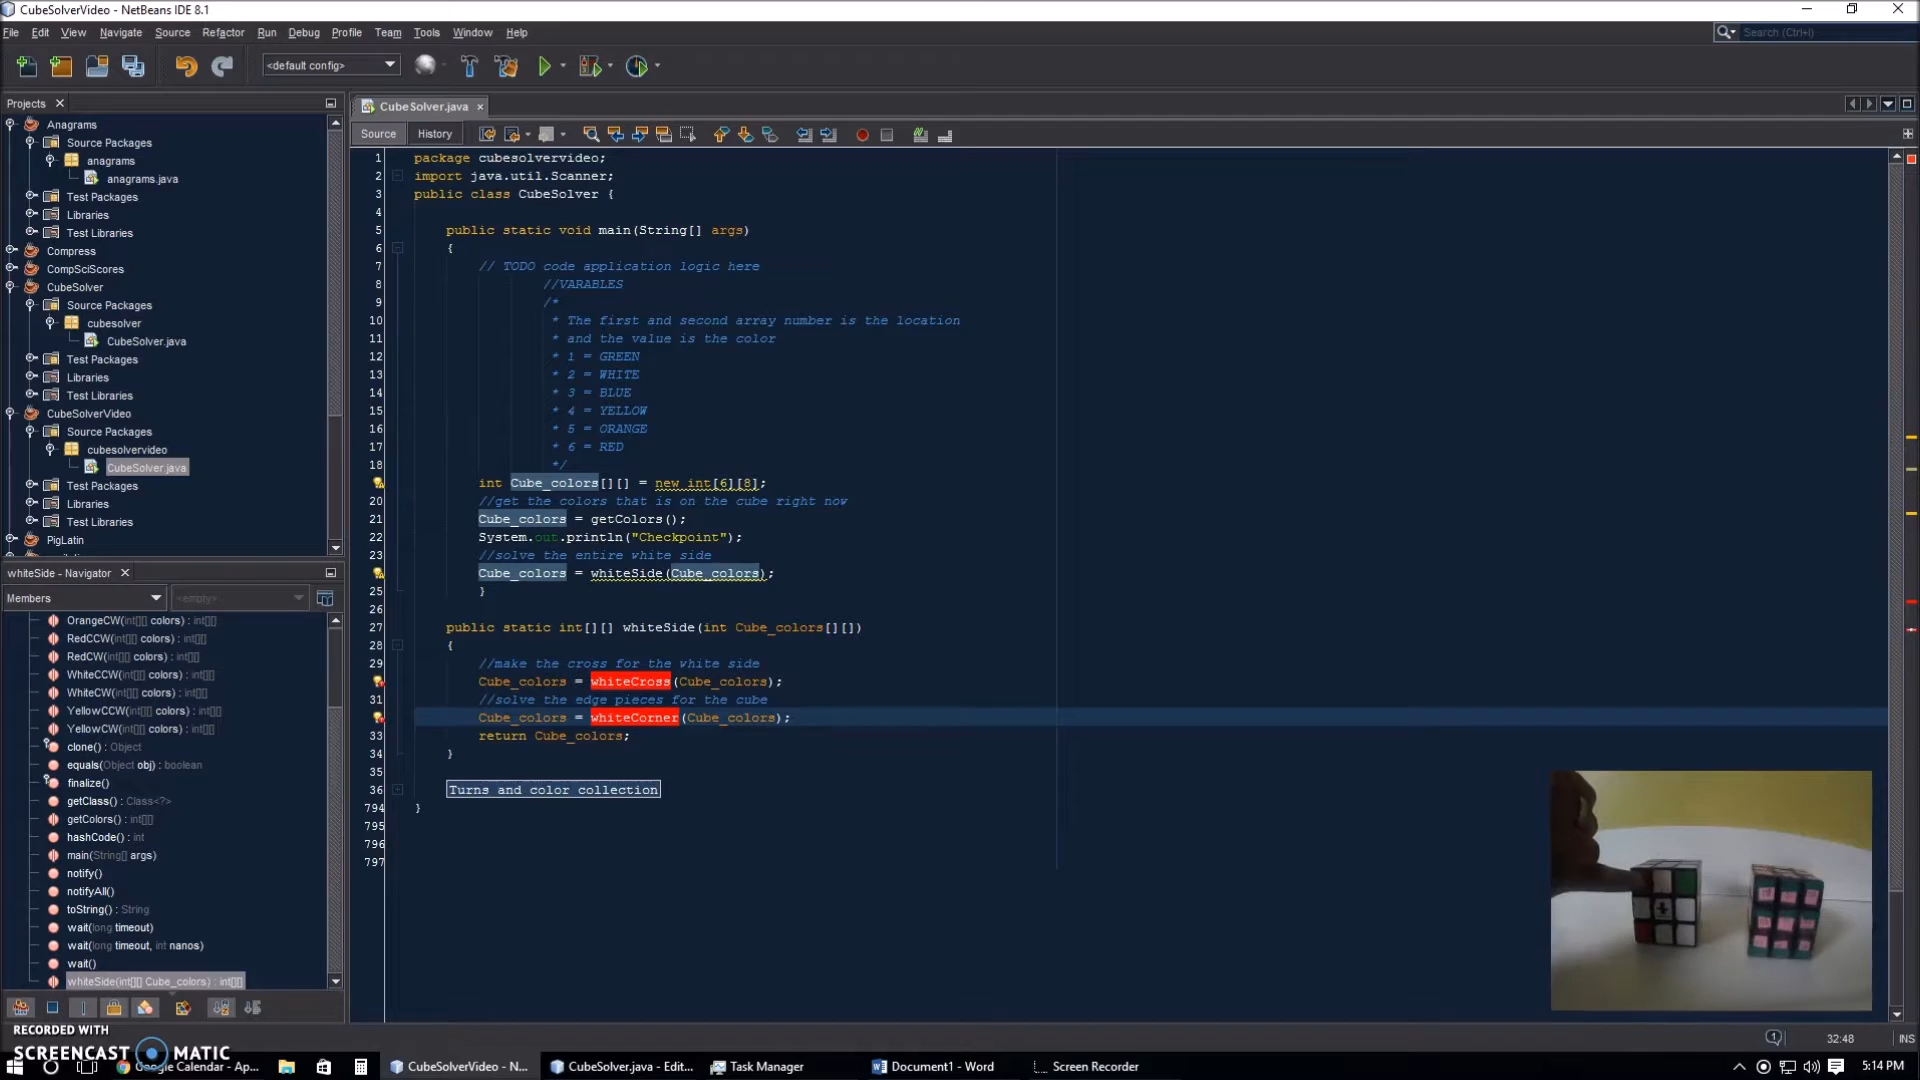 CubeSolverVideo - NetBeans IDE 8.1
File Edit View Navigate Source Refactor Run Debug Profile Team Tools Window Help
Search (Ctrl+I)
<default config>
Projects
CubeSolver.java
Source History
Anagrams
Source Packages
anagrams
anagrams.java
Test Packages
Libraries
Test Libraries
Compress
CompSciScores
CubeSolver
Source Packages
cubesolver
CubeSolver.java
Test Packages
Libraries
Test Libraries
CubeSolverVideo
Source Packages
cubesolvervideo
CubeSolver.java
Test Packages
Libraries
Test Libraries
PigLatin
whiteSide - Navigator
Members
<empty>
OrangeCW(int[][] colors) : int[][]
RedCCW(int[][] colors) : int[][]
RedCW(int[][] colors) : int[][]
WhiteCCW(int[][] colors) : int[][]
WhiteCW(int[][] colors) : int[][]
YellowCCW(int[][] colors) : int[][]
YellowCW(int[][] colors) : int[][]
clone() : Object
equals(Object obj) : boolean
finalize()
getClass() : Class<?>
getColors() : int[][]
hashCode() : int
main(String[] args)
notify()
notifyAll()
toString() : String
wait(long timeout)
wait(long timeout, int nanos)
wait()
whiteSide(int[][] Cube_colors) : int[][]
1 package cubesolvervideo;
2 import java.util.Scanner;
3 public class CubeSolver {
4
5 public static void main(String[] args)
6 {
7 // TODO code application logic here
8 //VARABLES
9 /*
10 * The first and second array number is the location
11 * and the value is the color
12 * 1 = GREEN
13 * 2 = WHITE
14 * 3 = BLUE
15 * 4 = YELLOW
16 * 5 = ORANGE
17 * 6 = RED
18 */
int Cube_colors[][] = new int[6][8];
20 //get the colors that is on the cube right now
21 Cube_colors = getColors();
22 System.out.println("Checkpoint");
23 //solve the entire white side
Cube_colors = whiteSide(Cube_colors);
25 }
26
27 public static int[][] whiteSide(int Cube_colors[][])
28 {
29 //make the cross for the white side
Cube_colors = whiteCross(Cube_colors);
31 //solve the edge pieces for the cube
Cube_colors = whiteCorner(Cube_colors);
33 return Cube_colors;
34 }
35
36 Turns and color collection
794 }
795
796
797
32:48 INS
RECORDED WITH
SCREENCAST MATIC
Google Calendar - Ap... CubeSolverVideo - N... CubeSolver.java - Edit... Task Manager Document1 - Word Screen Recorder 5:14 PM